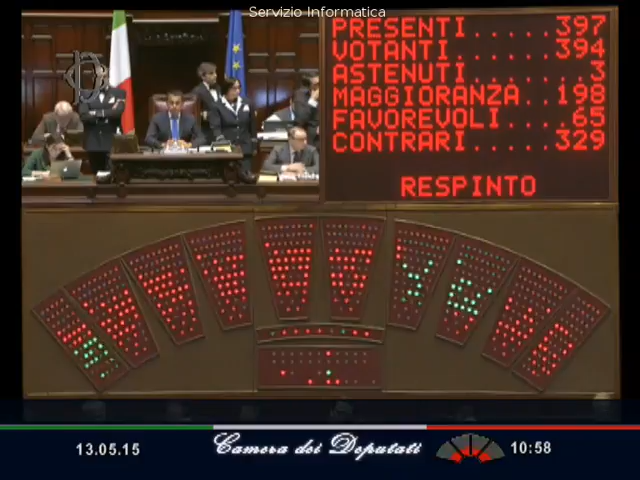 Servizio Informatica
PRESENTI.....397
VOTANTI.....394
ASTENUTI.......3
MAGGIORANZA..198
FAVOREVOLI....65
CONTRARI.....329
RESPINTO
13.05.15
Camera dei Deputati
10:58